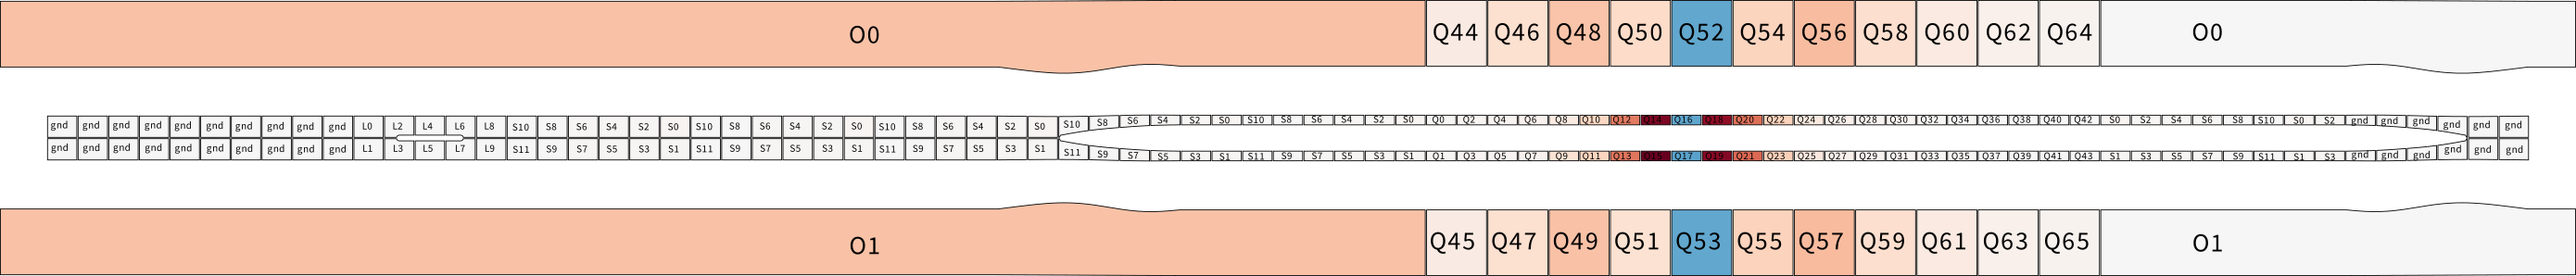 O0 Q44 Q46 Q48 Q50 Q52 Q54 Q56 Q58 Q60 Q62 Q64 O0
gnd gnd gnd gnd gnd gnd gnd gnd gnd gnd L0 L2 L4 L6 L8 S10 S8 S6 S4 S2 S0 S10 S8 S6 S4 S2 S0 S10 S8 S6 S4 S2 S0 S10 S8 S6 S4 S2 S0 S10 S8 S6 S4 S2 S0 Q0 Q2 Q4 Q6 Q8 Q10 Q12 Q14 Q16 Q18 Q20 Q22 Q24 Q26 Q28 Q30 Q32 Q34 Q36 Q38 Q40 Q42 S0 S2 S4 S6 S8 S10 S0 S2 gnd gnd gnd gnd gnd gnd
gnd gnd gnd gnd gnd gnd gnd gnd gnd gnd L1 L3 L5 L7 L9 S11 S9 S7 S5 S3 S1 S11 S9 S7 S5 S3 S1 S11 S9 S7 S5 S3 S1 S11 S9 S7 S5 S3 S1 S11 S9 S7 S5 S3 S1 Q1 Q3 Q5 Q7 Q9 Q11 Q13 Q15 Q17 Q19 Q21 Q23 Q25 Q27 Q29 Q31 Q33 Q35 Q37 Q39 Q41 Q43 S1 S3 S5 S7 S9 S11 S1 S3 gnd gnd gnd gnd gnd gnd
O1 Q45 Q47 Q49 Q51 Q53 Q55 Q57 Q59 Q61 Q63 Q65 O1